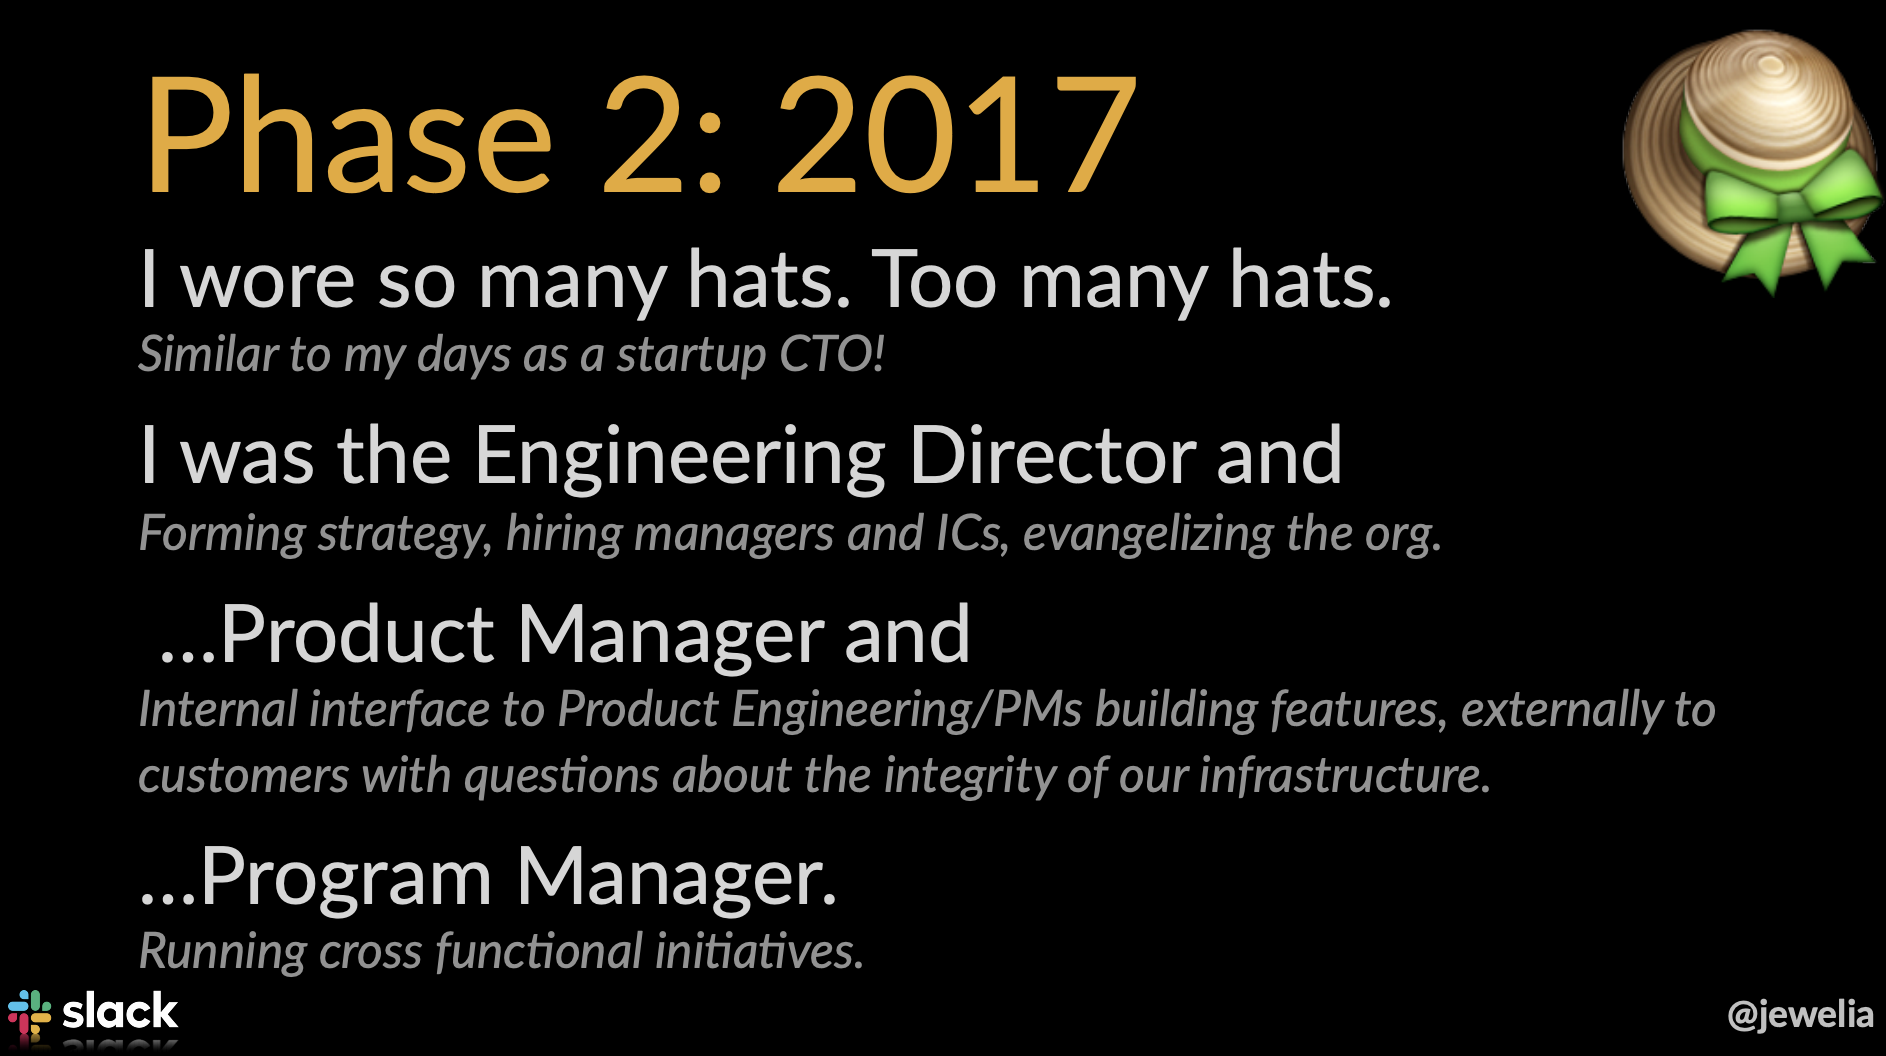 Phase 2: 2017
I wore so many hats. Too many hats.
Similar to my days as a startup CTO!
I was the Engineering Director and
Forming strategy, hiring managers and ICs, evangelizing the org.
...Product Manager and
Internal interface to Product Engineering/PMs building features, externally to
customers with questions about the integrity of our infrastructure.
...Program Manager.
Running cross functional initiatives.
slack
@jewelia